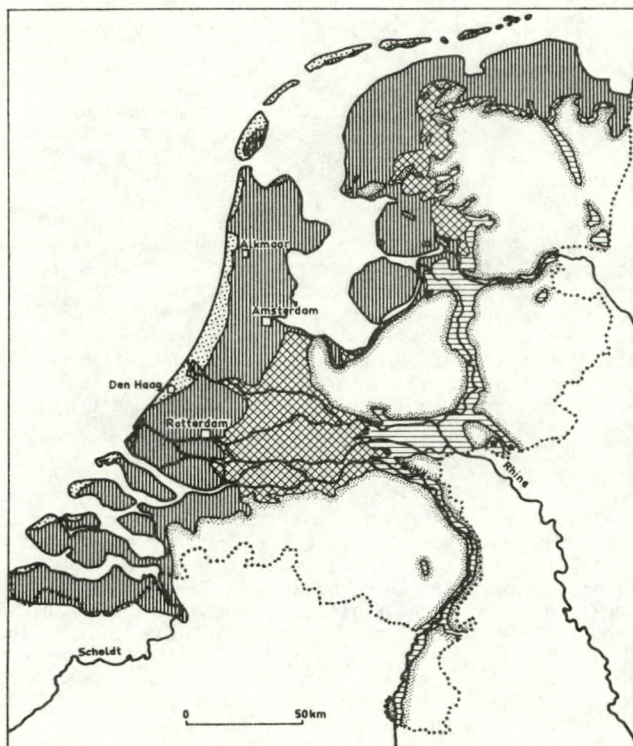 Alkmaar
Amsterdam
Den Haag
Rotterdam
Rhine
Scheldt
0 50km